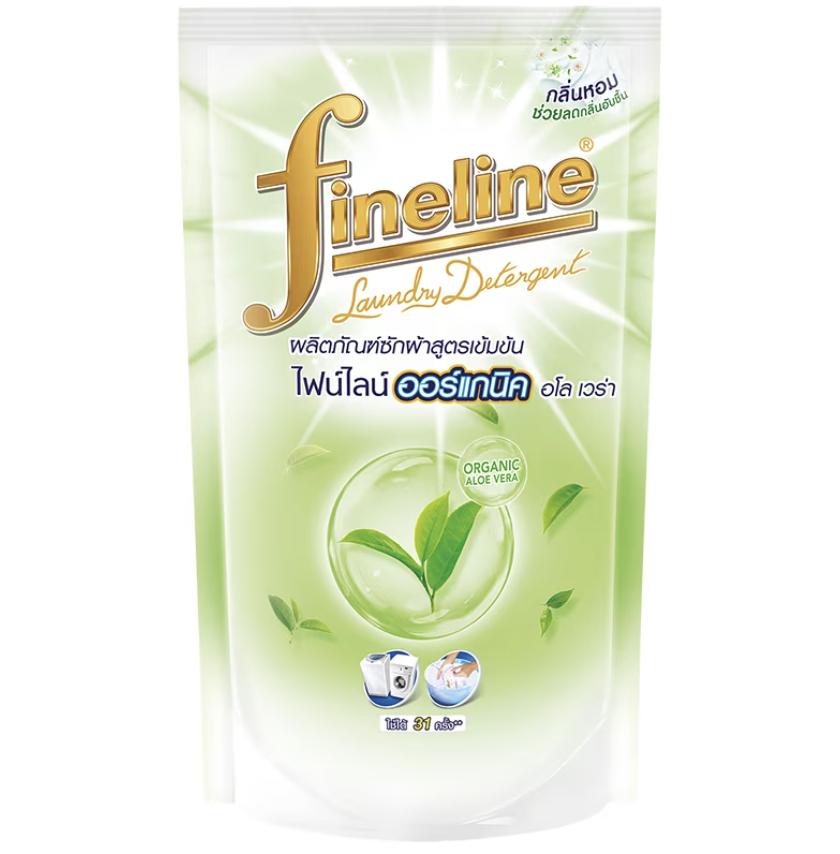 กลิ่นหอม
ช่วยลดกลิ่นอับชื้น
fineline®
Laundry Detergent
ผลิตภัณฑ์ซักผ้าสูตรเข้มข้น
ไฟน์ไลน์ ออร์แกนิค อโล เวร่า
ORGANIC
ALOE VERA
ใช้ได้ 31 ครั้ง**